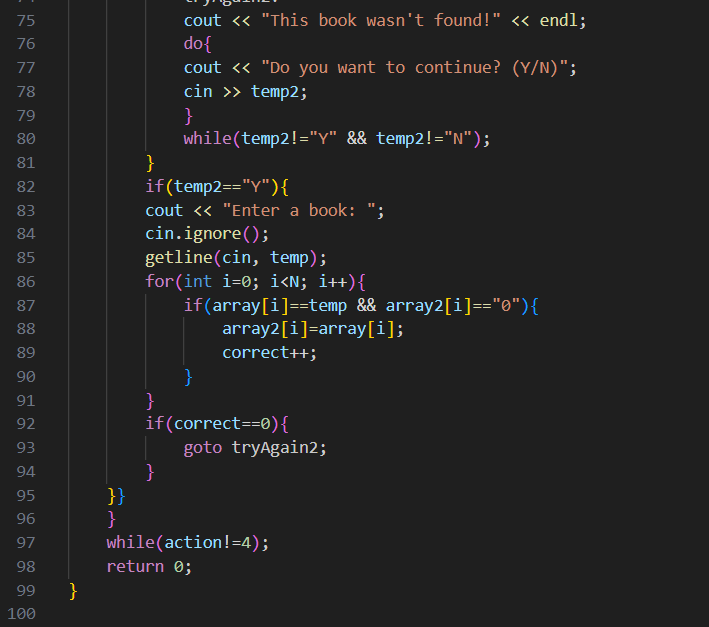 75 cout << "This book wasn't found!" << endl;
76 do{
77 cout << "Do you want to continue? (Y/N)";
78 cin >> temp2;
79 }
80 while(temp2!="Y" && temp2!="N");
81 }
82 if(temp2=="Y"){
83 cout << "Enter a book: ";
84 cin.ignore();
85 getline(cin, temp);
86 for(int i=0; i<N; i++){
87 if(array[i]==temp && array2[i]=="0"){
88 array2[i]=array[i];
89 correct++;
90 }
91 }
92 if(correct==0){
93 goto tryAgain2;
94 }
95 }}
96 }
97 while(action!=4);
98 return 0;
99 }
100